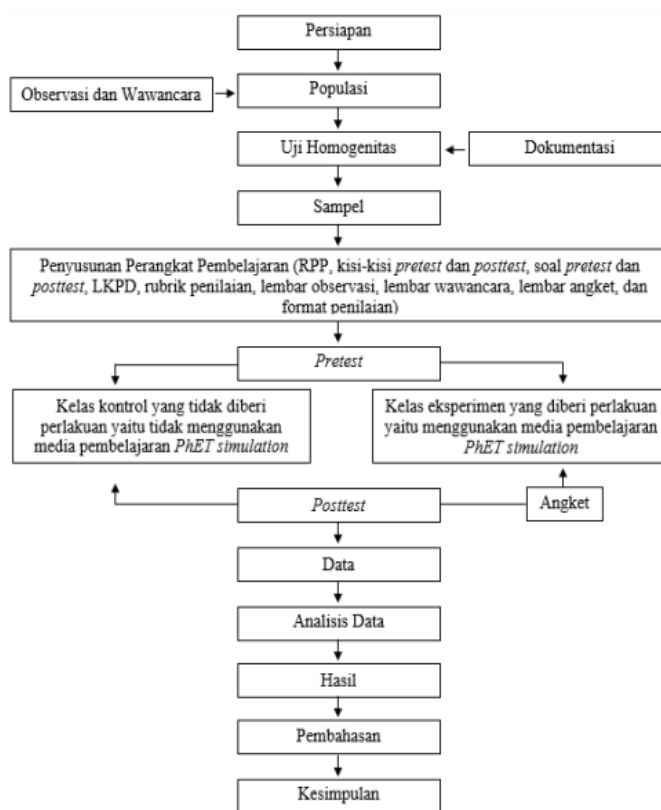 Persiapan
Observasi dan Wawancara
Populasi
Uji Homogenitas
Dokumentasi
Sampel
Penyusunan Perangkat Pembelajaran (RPP, kisi-kisi pretest dan posttest, soal pretest dan
posttest, LKPD, rubrik penilaian, lembar observasi, lembar wawancara, lembar angket, dan
format penilaian)
Pretest
Kelas kontrol yang tidak diberi
perlakuan yaitu tidak menggunakan
media pembelajaran PhET simulation
Kelas eksperimen yang diberi perlakuan
yaitu menggunakan media pembelajaran
PhET simulation
Posttest
Angket
Data
Analisis Data
Hasil
Pembahasan
Kesimpulan